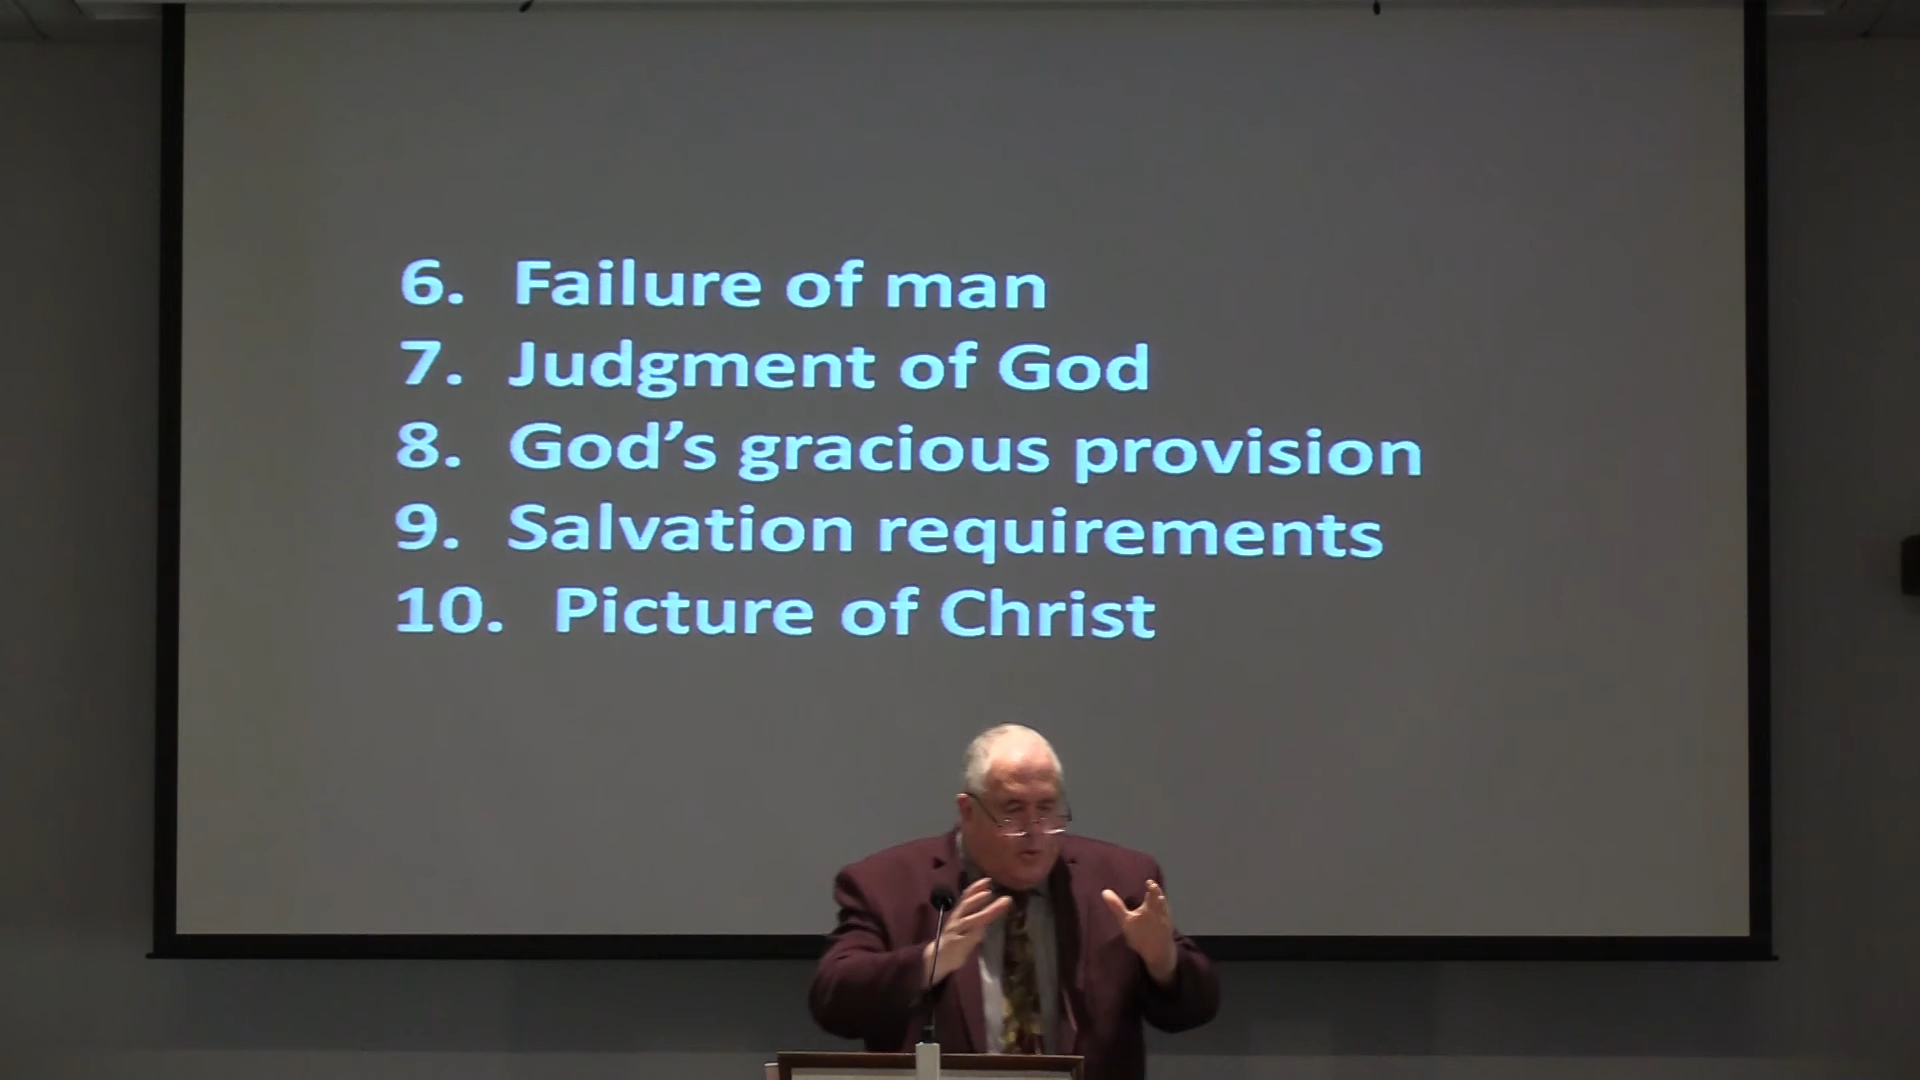 6. Failure of man
7. Judgment of God
8. God’s gracious provision
9. Salvation requirements
10. Picture of Christ